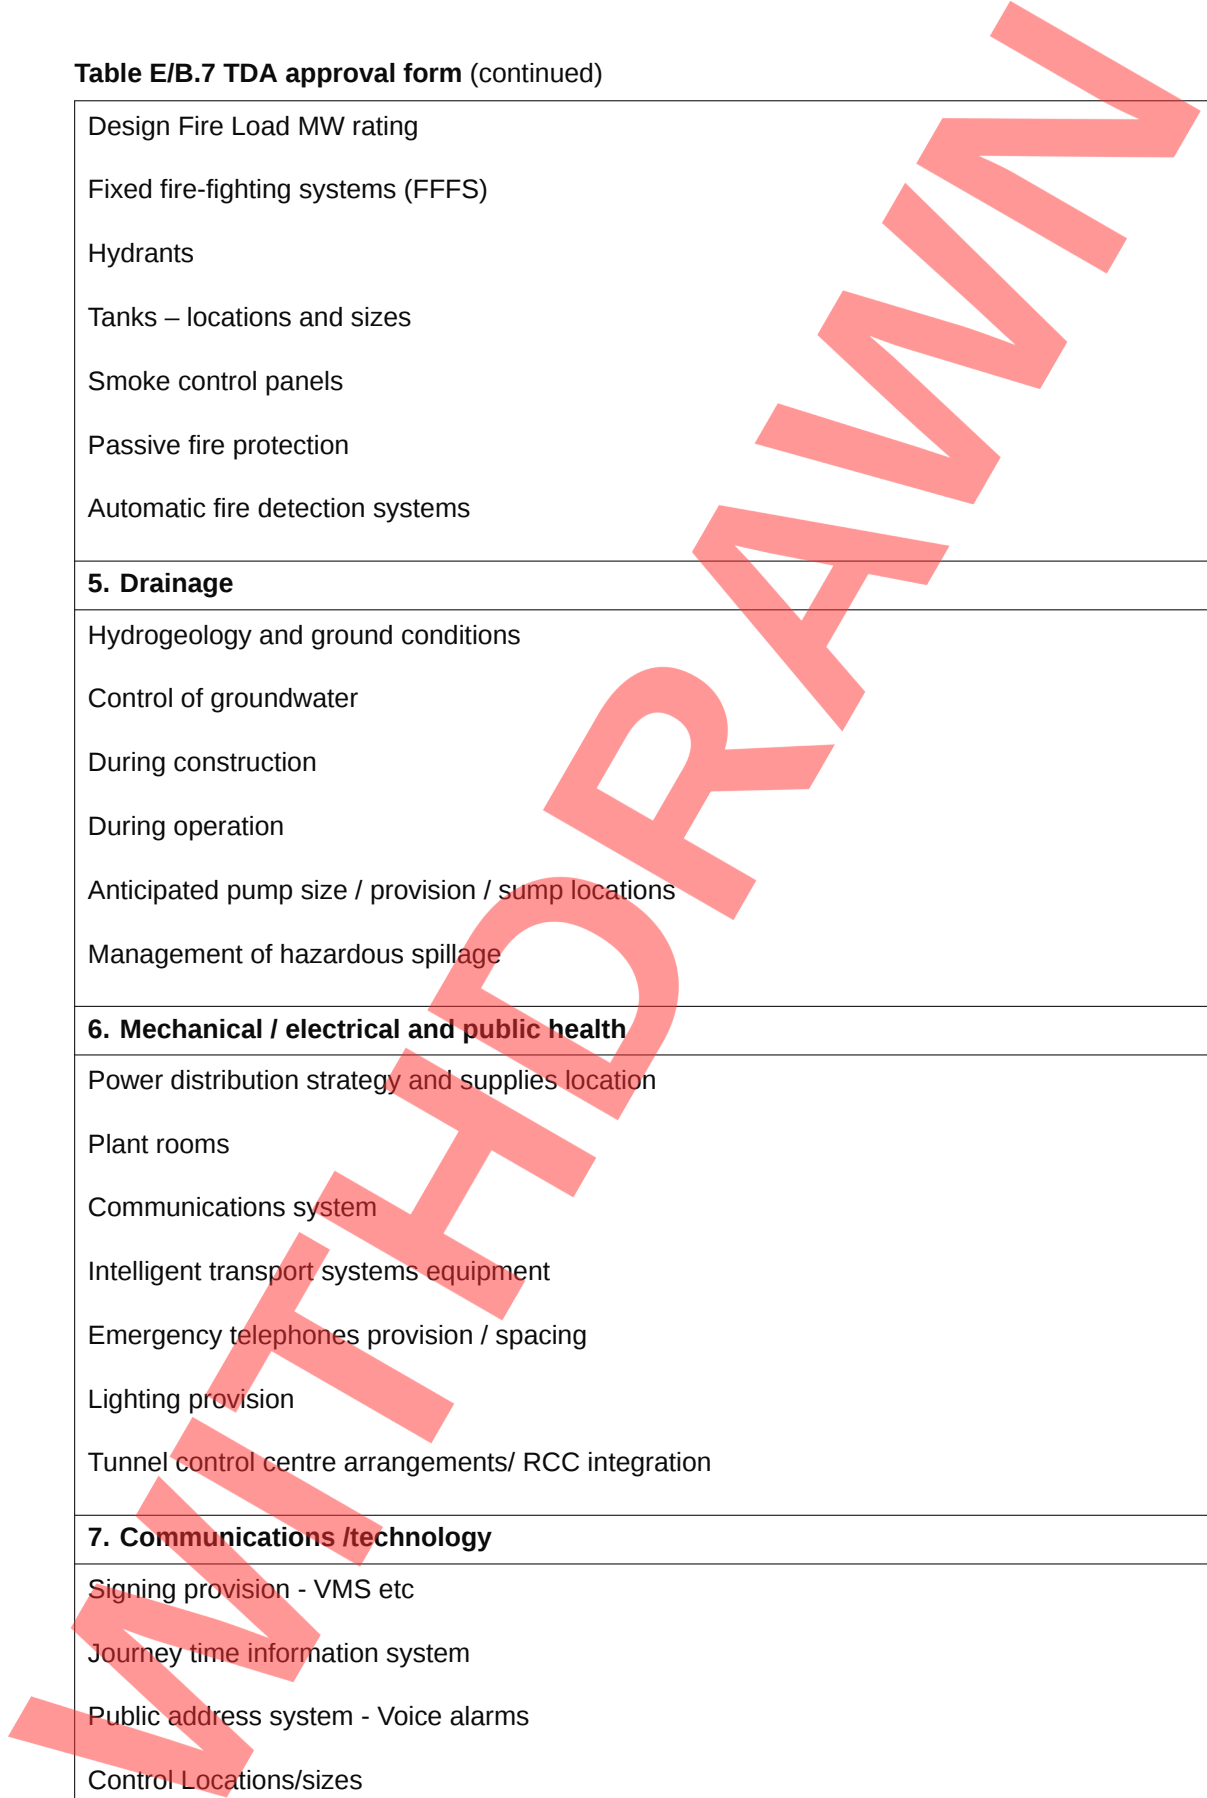 Table E/B.7 TDA approval form (continued)
Design Fire Load MW rating
Fixed fire-fighting systems (FFFS)
Hydrants
Tanks – locations and sizes
Smoke control panels
Passive fire protection
Automatic fire detection systems
5. Drainage
Hydrogeology and ground conditions
Control of groundwater
During construction
During operation
Anticipated pump size / provision / sump locations
Management of hazardous spillage
6. Mechanical / electrical and public health
Power distribution strategy and supplies location
Plant rooms
Communications system
Intelligent transport systems equipment
Emergency telephones provision / spacing
Lighting provision
Tunnel control centre arrangements/ RCC integration
7. Communications /technology
Signing provision - VMS etc
Journey time information system
Public address system - Voice alarms
Control Locations/sizes
WITHDRAWN